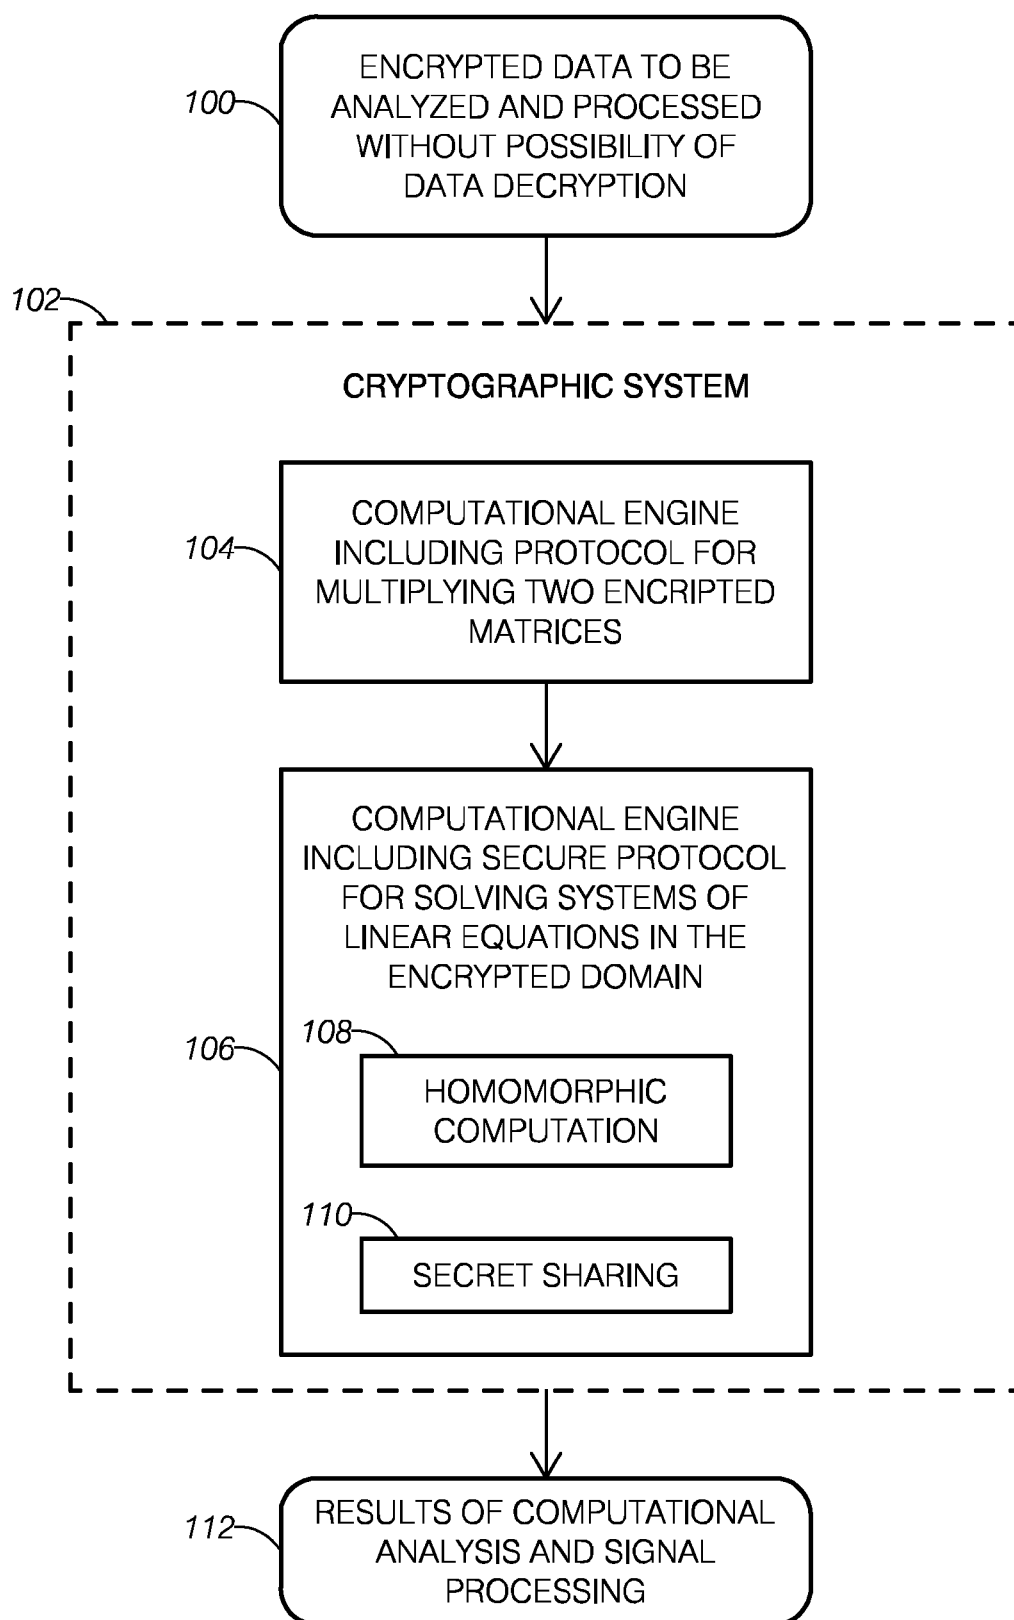 100
ENCRYPTED DATA TO BE
ANALYZED AND PROCESSED
WITHOUT POSSIBILITY OF
DATA DECRYPTION
102
CRYPTOGRAPHIC SYSTEM
104
COMPUTATIONAL ENGINE
INCLUDING PROTOCOL FOR
MULTIPLYING TWO ENCRIPTED
MATRICES
106
COMPUTATIONAL ENGINE
INCLUDING SECURE PROTOCOL
FOR SOLVING SYSTEMS OF
LINEAR EQUATIONS IN THE
ENCRYPTED DOMAIN
108
HOMOMORPHIC
COMPUTATION
110
SECRET SHARING
112
RESULTS OF COMPUTATIONAL
ANALYSIS AND SIGNAL
PROCESSING